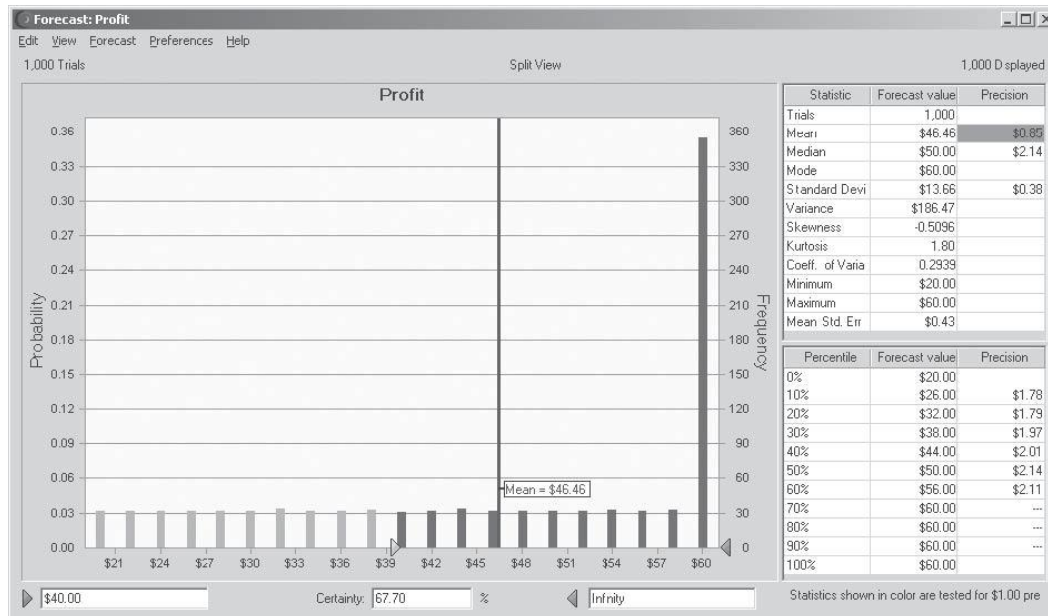 Forecast: Profit
Edit View Forecast Preferences Help
1,000 Trials
Split View
1,000 D splayed
Profit
Probability
0.36
0.33
0.30
0.27
0.24
0.21
0.18
0.15
0.12
0.09
0.06
0.03
0.00
Mean = $46.46
$21 $24 $27 $30 $33 $36 $39 $42 $45 $48 $51 $54 $57 $60
360
330
300
270
240
210
180
150
120
90
60
30
0
Frequency
Statistic Forecast value Precision
Trials 1,000
Mean $46.46 $0.85
Median $50.00 $2.14
Mode $60.00
Standard Devi $13.66 $0.38
Variance $186.47
Skewness -0.5096
Kurtosis 1.80
Coeff. of Varia 0.2939
Minimum $20.00
Maximum $60.00
Mean Std. Err $0.43
Percentile Forecast value Precision
0% $20.00
10% $26.00 $1.78
20% $32.00 $1.79
30% $38.00 $1.97
40% $44.00 $2.01
50% $50.00 $2.14
60% $56.00 $2.11
70% $60.00 ---
80% $60.00 ---
90% $60.00 ---
100% $60.00
$40.00 Certainty: 67.70 % Infnity
Statistics shown in color are tested for $1.00 pre